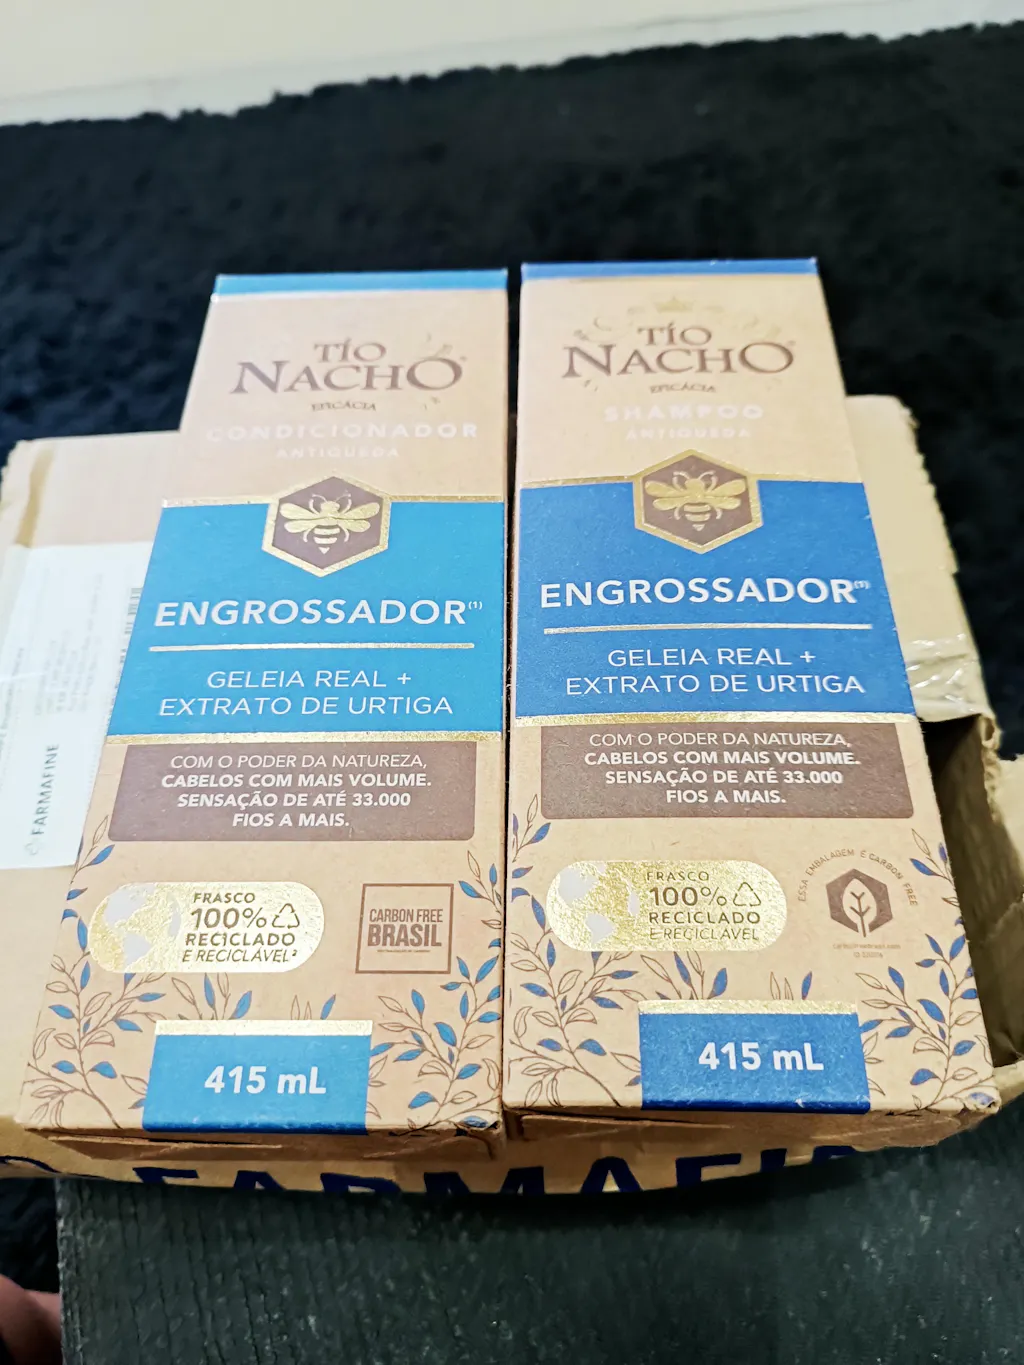 TÍO
NACHO
EFICÁCIA
CONDICIONADOR
ANTIQUEDA
ENGROSSADOR(1)
GELEIA REAL +
EXTRATO DE URTIGA
COM O PODER DA NATUREZA,
CABELOS COM MAIS VOLUME.
SENSAÇÃO DE ATÉ 33.000
FIOS A MAIS.
FRASCO
100%
RECICLADO
E RECICLÁVEL²
CARBON FREE
BRASIL
415 mL
TÍO
NACHO
EFICÁCIA
SHAMPOO
ANTIQUEDA
ENGROSSADOR(1)
GELEIA REAL +
EXTRATO DE URTIGA
COM O PODER DA NATUREZA,
CABELOS COM MAIS VOLUME.
SENSAÇÃO DE ATÉ 33.000
FIOS A MAIS.
FRASCO
100%
RECICLADO
E RECICLÁVEL
ESSA EMBALAGEM É CARBON FREE
415 mL
FARMAFINE
FARMAFINE